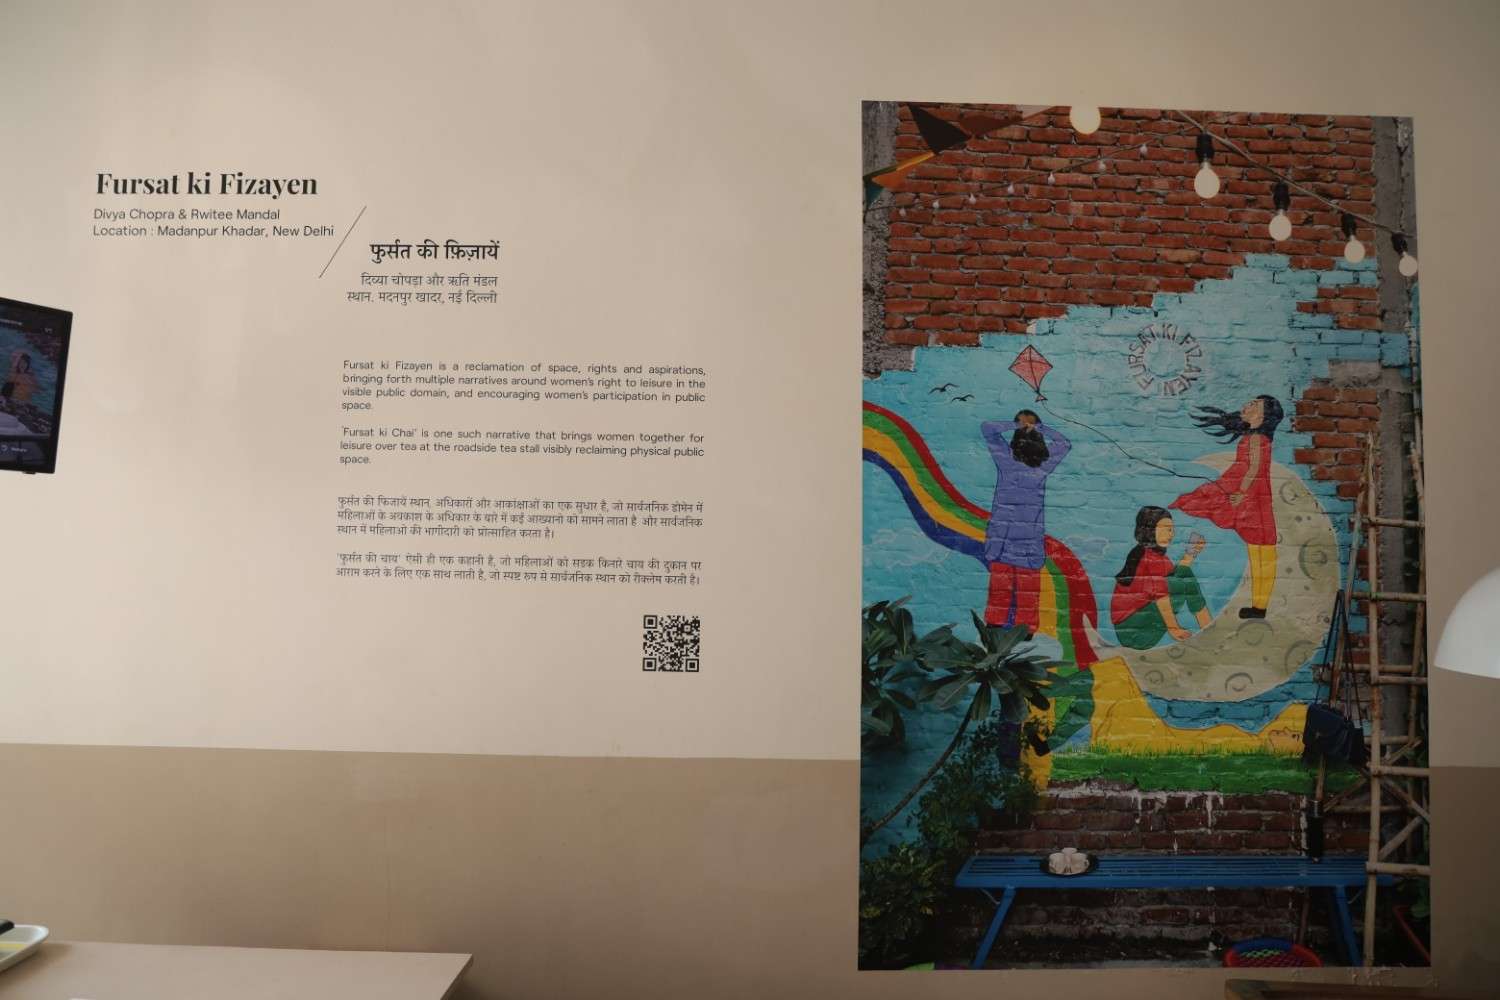 Fursat ki Fizayen
Divya Chopra & Rwitee Mandal
Location : Madanpur Khadar, New Delhi
फुर्सत की फ़िज़ायें
दिव्या चोपड़ा और ऋति मंडल
स्थान. मदनपुर खादर, नई दिल्ली
Fursat ki Fizayen is a reclamation of space, rights and aspirations,
bringing forth multiple narratives around women's right to leisure in the
visible public domain, and encouraging women's participation in public
space.
'Fursat ki Chai' is one such narrative that brings women together for
leisure over tea at the roadside tea stall visibly reclaiming physical public
space.
फुर्सत की फिजायें स्थान, अधिकारों और आकांक्षाओं का एक सुधार है, जो सार्वजनिक डोमेन में
महिलाओं के अवकाश के अधिकार के बारे में कई आख्यानों को सामने लाता है और सार्वजनिक
स्थान में महिलाओं की भागीदारी को प्रोत्साहित करता है।
'फुर्सत की चाय' ऐसी ही एक कहानी है, जो महिलाओं को सडक किनारे चाय की दुकान पर
आराम करने के लिए एक साथ लाती है, जो स्पष्ट रुप से सार्वजनिक स्थान को रीक्लेम करती है।
FURSAT KI FIZAYEN